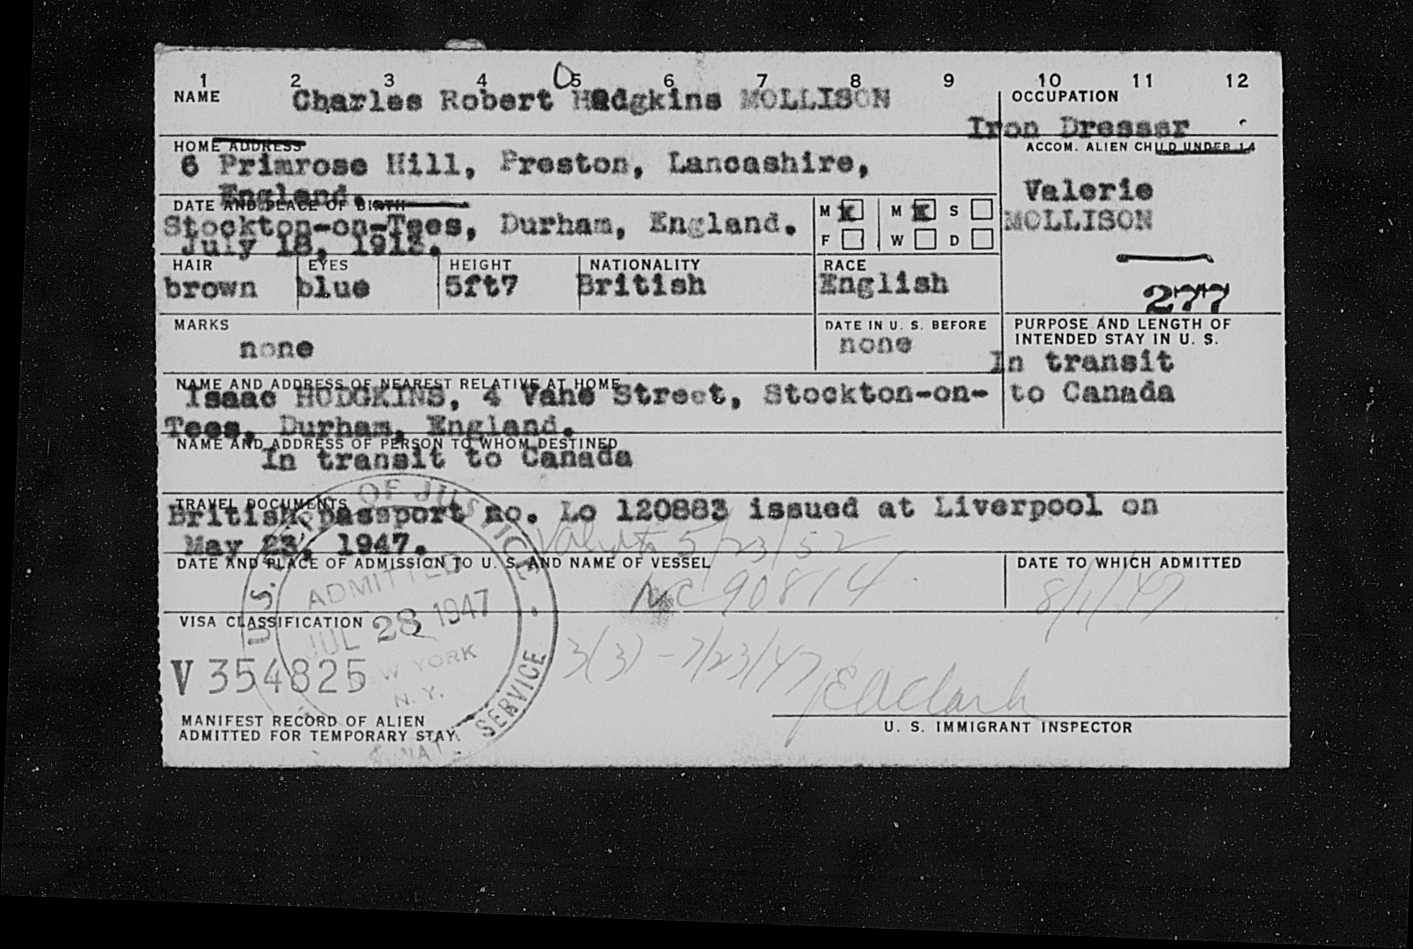 1 2 3 4 5 6 7 8 9 10 11 12
NAME Charles Robert Hodgkins MOLLISON
OCCUPATION
Iron Dresser
HOME ADDRESS
6 Primrose Hill, Preston, Lancashire,
England.
ACCOM. ALIEN CHILD UNDER 14
Valerie
MOLLISON
277
DATE AND PLACE OF BIRTH
Stockton-on-Tees, Durham, England.
July 18,
M X M X S
F W D
HAIR EYES HEIGHT NATIONALITY RACE
brown blue 5ft7 British English
MARKS
none
DATE IN U. S. BEFORE
none
PURPOSE AND LENGTH OF
INTENDED STAY IN U. S.
In transit
to Canada
NAME AND ADDRESS OF NEAREST RELATIVE AT HOME
Isaac HODGKINS, 4 Vane Street, Stockton-on-
Tees, Durham, England.
NAME AND ADDRESS OF PERSON TO WHOM DESTINED
In transit to Canada
TRAVEL DOCUMENTS
British passport no. Lo 120883 issued at Liverpool on
May 23, 1947.
5/23/52
DATE AND PLACE OF ADMISSION TO U. S. AND NAME OF VESSEL
90814
DATE TO WHICH ADMITTED
8/1/47
VISA CLASSIFICATION
3(3) - 7/23/47
V 354825
U. S. OF JUSTICE
ADMITTED
JUL 28 1947
NEW YORK
N. Y.
SERVICE
MANIFEST RECORD OF ALIEN
ADMITTED FOR TEMPORARY STAY.
U. S. IMMIGRANT INSPECTOR